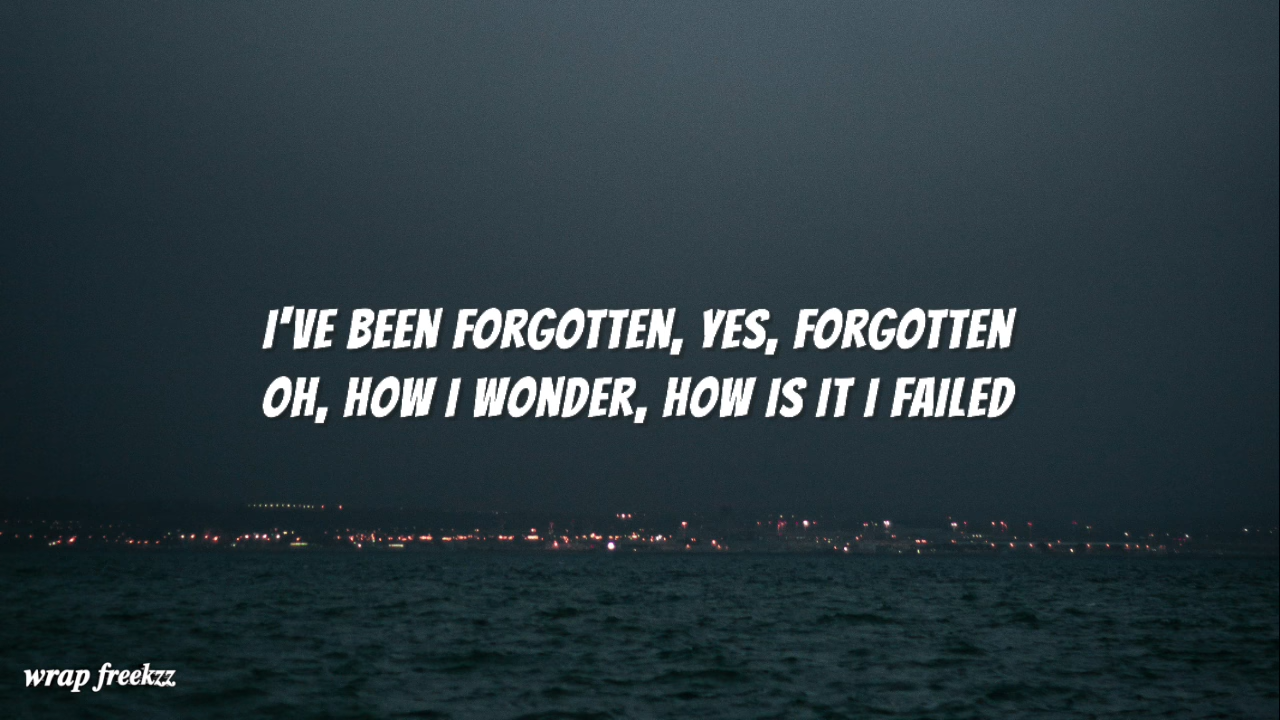 I'VE BEEN FORGOTTEN, YES, FORGOTTEN
OH, HOW I WONDER, HOW IS IT I FAILED
wrap freekzz